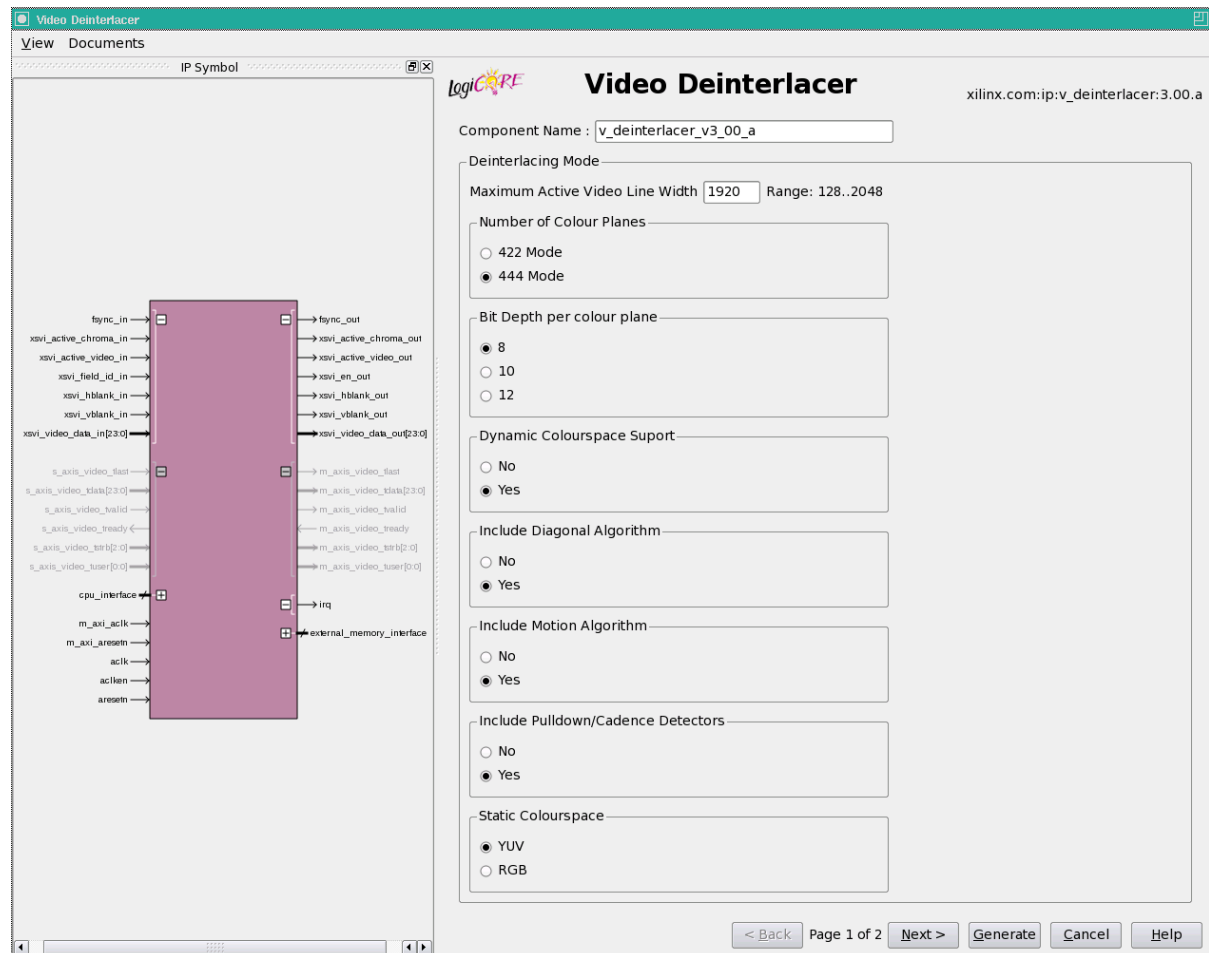 Video Deinterlacer
View Documents
IP Symbol
LogiCORE
Video Deinterlacer
xilinx.com:ip:v_deinterlacer:3.00.a
Component Name : v_deinterlacer_v3_00_a
Deinterlacing Mode
Maximum Active Video Line Width 1920 Range: 128..2048
Number of Colour Planes
422 Mode
444 Mode
Bit Depth per colour plane
8
10
12
Dynamic Colourspace Suport
No
Yes
Include Diagonal Algorithm
No
Yes
Include Motion Algorithm
No
Yes
Include Pulldown/Cadence Detectors
No
Yes
Static Colourspace
YUV
RGB
fsync_in
xsvi_active_chroma_in
xsvi_active_video_in
xsvi_field_id_in
xsvi_hblank_in
xsvi_vblank_in
xsvi_video_data_in[23:0]
s_axis_video_tlast
s_axis_video_tdata[23:0]
s_axis_video_tvalid
s_axis_video_tready
s_axis_video_tstrb[2:0]
s_axis_video_tuser[0:0]
cpu_interface
m_axi_aclk
m_axi_aresetn
aclk
aclken
aresetn
fsync_out
xsvi_active_chroma_out
xsvi_active_video_out
xsvi_en_out
xsvi_hblank_out
xsvi_vblank_out
xsvi_video_data_out[23:0]
m_axis_video_tlast
m_axis_video_tdata[23:0]
m_axis_video_tvalid
m_axis_video_tready
m_axis_video_tstrb[2:0]
m_axis_video_tuser[0:0]
irq
external_memory_interface
< Back Page 1 of 2 Next > Generate Cancel Help